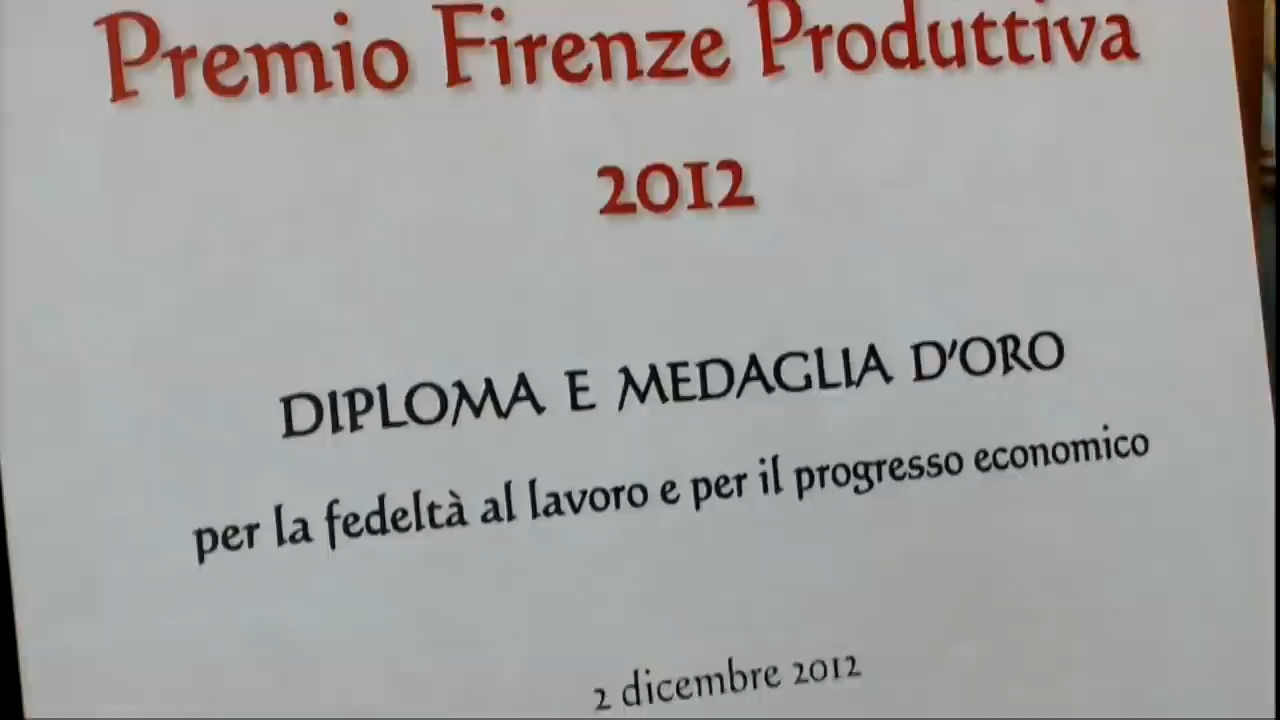 Premio Firenze Produttiva
2012
DIPLOMA E MEDAGLIA D'ORO
per la fedeltà al lavoro e per il progresso economico
2 dicembre 2012